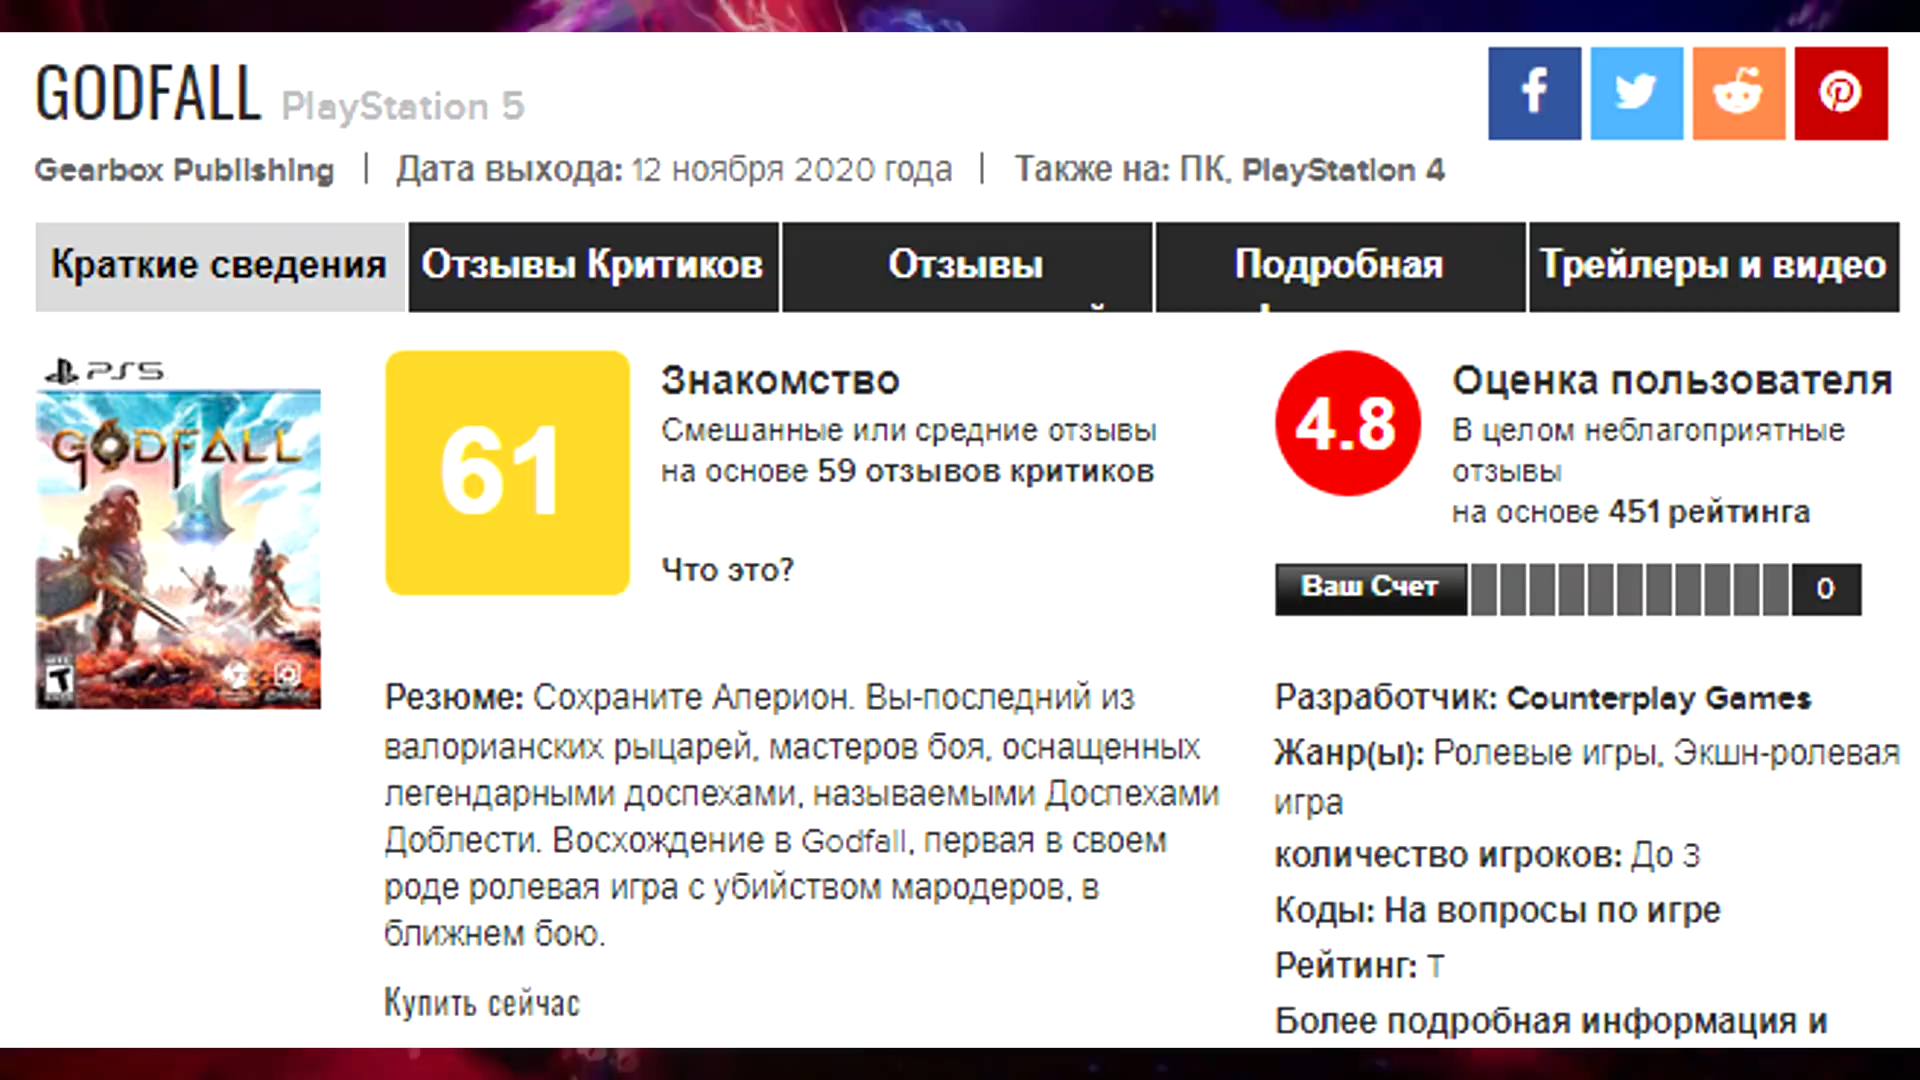 GODFALL PlayStation 5
Gearbox Publishing | Дата выхода: 12 ноября 2020 года | Также на: ПК, PlayStation 4
Краткие сведения
Отзывы Критиков
Отзывы
Подробная
Трейлеры и видео
PS5
GODFALL
T
61
Знакомство
Смешанные или средние отзывы
на основе 59 отзывов критиков
Что это?
4.8
Оценка пользователя
В целом неблагоприятные
отзывы
на основе 451 рейтинга
Ваш Счет
0
Резюме: Сохраните Аперион. Вы-последний из
валорианских рыцарей, мастеров боя, оснащенных
легендарными доспехами, называемыми Доспехами
Доблести. Восхождение в Godfall, первая в своем
роде ролевая игра с убийством мародеров, в
ближнем бою.
Купить сейчас
Разработчик: Counterplay Games
Жанр(ы): Ролевые игры, Экшн-ролевая
игра
количество игроков: До 3
Коды: На вопросы по игре
Рейтинг: T
Более подробная информация и